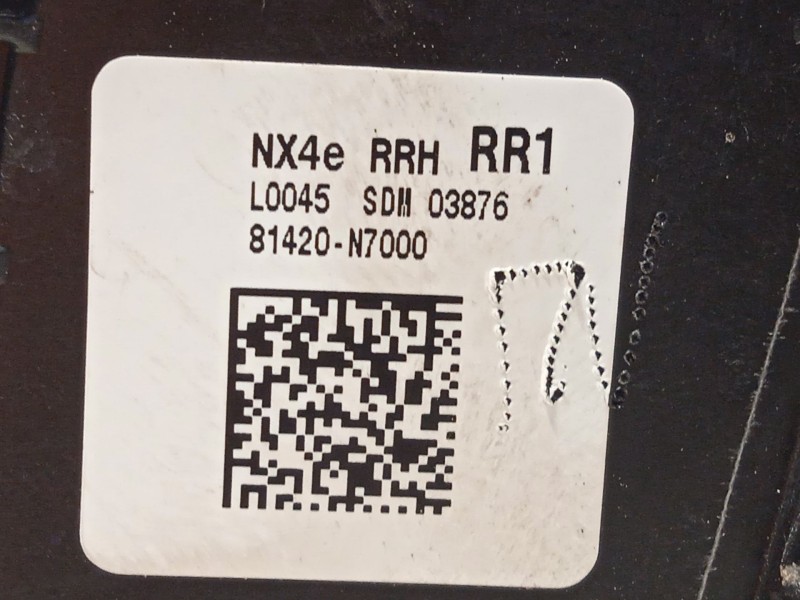 NX4e RRH RR1
L0045 SDM 03876
81420-N7000